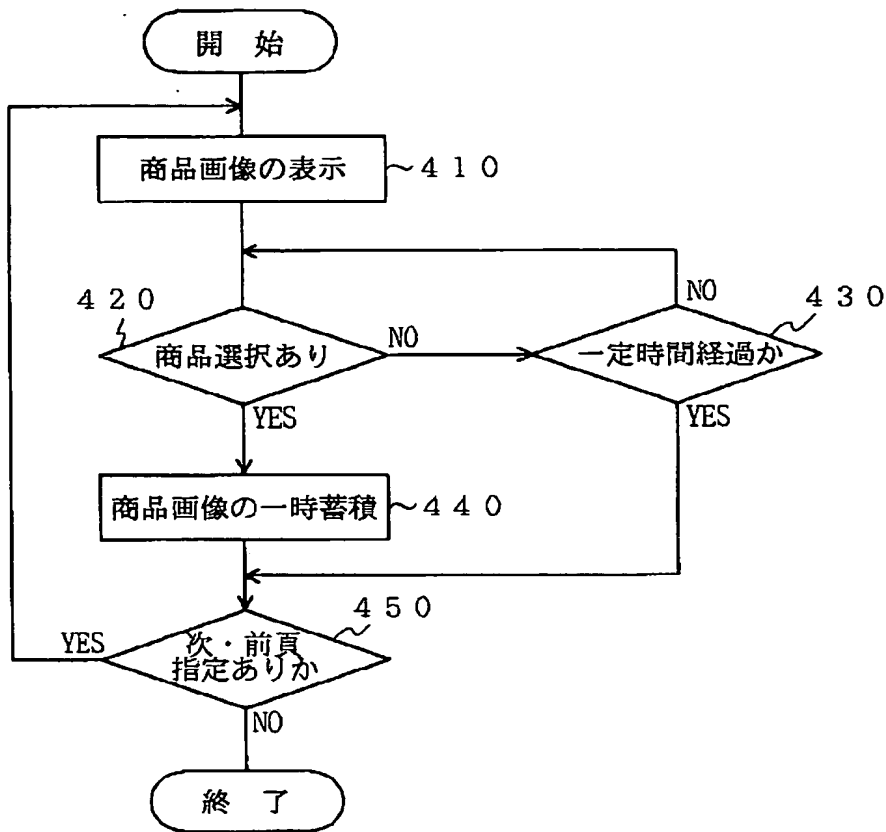 開 始
商品画像の表示 ~410
420
商品選択あり
NO
NO
430
一定時間経過か
YES
YES
商品画像の一時蓄積 ~440
450
YES
次・前頁
指定ありか
NO
終 了